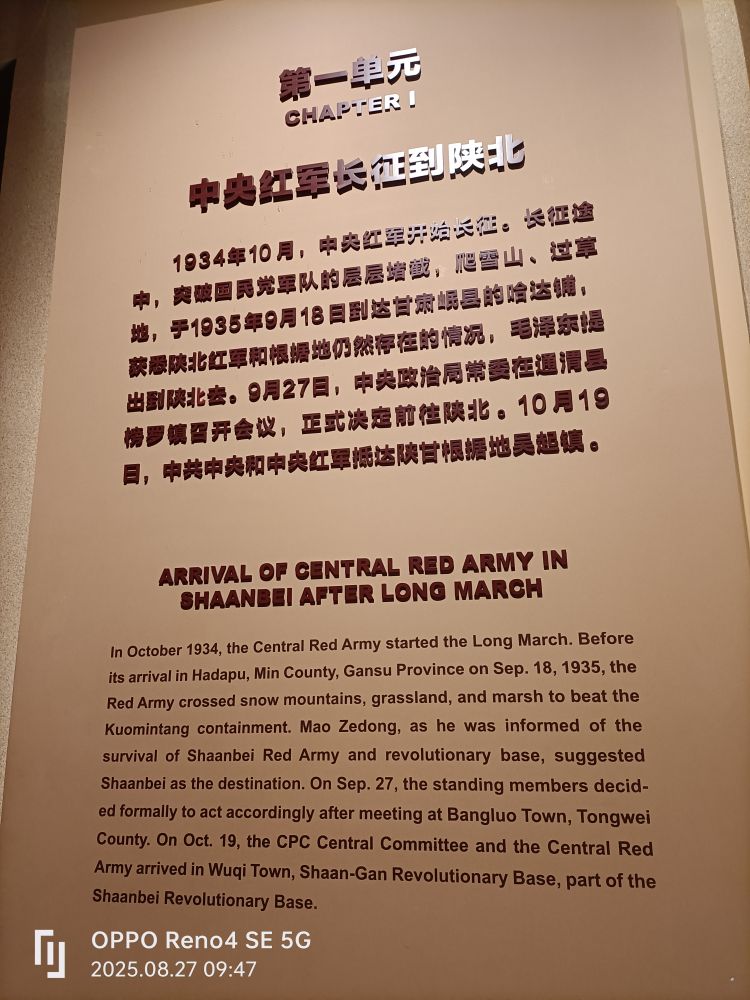 第一单元
CHAPTER I
中央红军长征到陕北
1934年10月，中央红军开始长征。长征途
中，突破国民党军队的层层堵截，爬雪山、过草
地，于1935年9月18日到达甘肃岷县的哈达铺，
获悉陕北红军和根据地仍然存在的情况，毛泽东提
出到陕北去。9月27日，中央政治局常委在通渭县
榜罗镇召开会议，正式决定前往陕北。10月19
日，中共中央和中央红军抵达陕甘根据地吴起镇。
ARRIVAL OF CENTRAL RED ARMY IN
SHAANBEI AFTER LONG MARCH
In October 1934, the Central Red Army started the Long March. Before
its arrival in Hadapu, Min County, Gansu Province on Sep. 18, 1935, the
Red Army crossed snow mountains, grassland, and marsh to beat the
Kuomintang containment. Mao Zedong, as he was informed of the
survival of Shaanbei Red Army and revolutionary base, suggested
Shaanbei as the destination. On Sep. 27, the standing members decid-
ed formally to act accordingly after meeting at Bangluo Town, Tongwei
County. On Oct. 19, the CPC Central Committee and the Central Red
Army arrived in Wuqi Town, Shaan-Gan Revolutionary Base, part of the
Shaanbei Revolutionary Base.
OPPO Reno4 SE 5G
2025.08.27 09:47